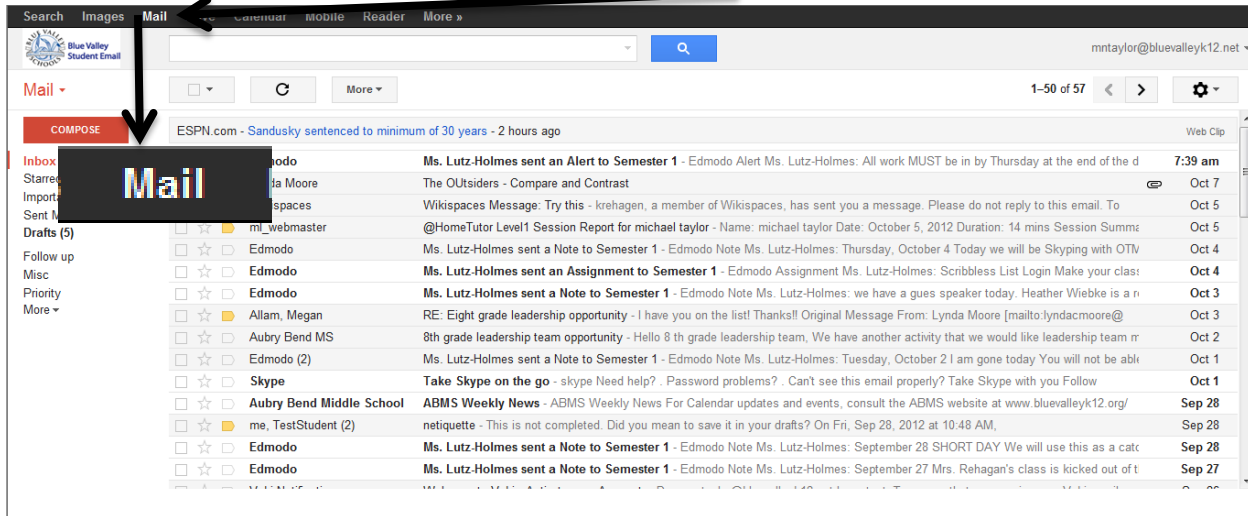 Search Images Mail Calendar Mobile Reader More »
BLUE VALLEY SCHOOLS
Blue Valley
Student Email
mntaylor@bluevalleyk12.net
Mail
More
1–50 of 57
COMPOSE
ESPN.com - Sandusky sentenced to minimum of 30 years - 2 hours ago
Web Clip
Inbox
Mail
Sent
Drafts (5)
Follow up
Misc
Priority
More
Ms. Lutz-Holmes sent an Alert to Semester 1 - Edmodo Alert Ms. Lutz-Holmes: All work MUST be in by Thursday at the end of the d 7:39 am
Moore The OUtsiders - Compare and Contrast Oct 7
Wikispaces Message: Try this - krehagen, a member of Wikispaces, has sent you a message. Please do not reply to this email. To Oct 5
ml_webmaster @HomeTutor Level1 Session Report for michael taylor - Name: michael taylor Date: October 5, 2012 Duration: 14 mins Session Summa Oct 5
Edmodo Ms. Lutz-Holmes sent a Note to Semester 1 - Edmodo Note Ms. Lutz-Holmes: Thursday, October 4 Today we will be Skyping with OTM Oct 4
Edmodo Ms. Lutz-Holmes sent an Assignment to Semester 1 - Edmodo Assignment Ms. Lutz-Holmes: Scribbless List Login Make your class Oct 4
Edmodo Ms. Lutz-Holmes sent a Note to Semester 1 - Edmodo Note Ms. Lutz-Holmes: we have a gues speaker today. Heather Wiebke is a re Oct 3
Allam, Megan RE: Eight grade leadership opportunity - I have you on the list! Thanks!! Original Message From: Lynda Moore [mailto:lyndacmoore@ Oct 3
Aubry Bend MS 8th grade leadership team opportunity - Hello 8 th grade leadership team, We have another activity that we would like leadership team m Oct 2
Edmodo (2) Ms. Lutz-Holmes sent a Note to Semester 1 - Edmodo Note Ms. Lutz-Holmes: Tuesday, October 2 I am gone today You will not be able Oct 1
Skype Take Skype on the go - skype Need help? . Password problems? . Can't see this email properly? Take Skype with you Follow Oct 1
Aubry Bend Middle School ABMS Weekly News - ABMS Weekly News For Calendar updates and events, consult the ABMS website at www.bluevalleyk12.org/ Sep 28
me, TestStudent (2) netiquette - This is not completed. Did you mean to save it in your drafts? On Fri, Sep 28, 2012 at 10:48 AM, Sep 28
Edmodo Ms. Lutz-Holmes sent a Note to Semester 1 - Edmodo Note Ms. Lutz-Holmes: September 28 SHORT DAY We will use this as a catc Sep 28
Edmodo Ms. Lutz-Holmes sent a Note to Semester 1 - Edmodo Note Ms. Lutz-Holmes: September 27 Mrs. Rehagan's class is kicked out of t Sep 27